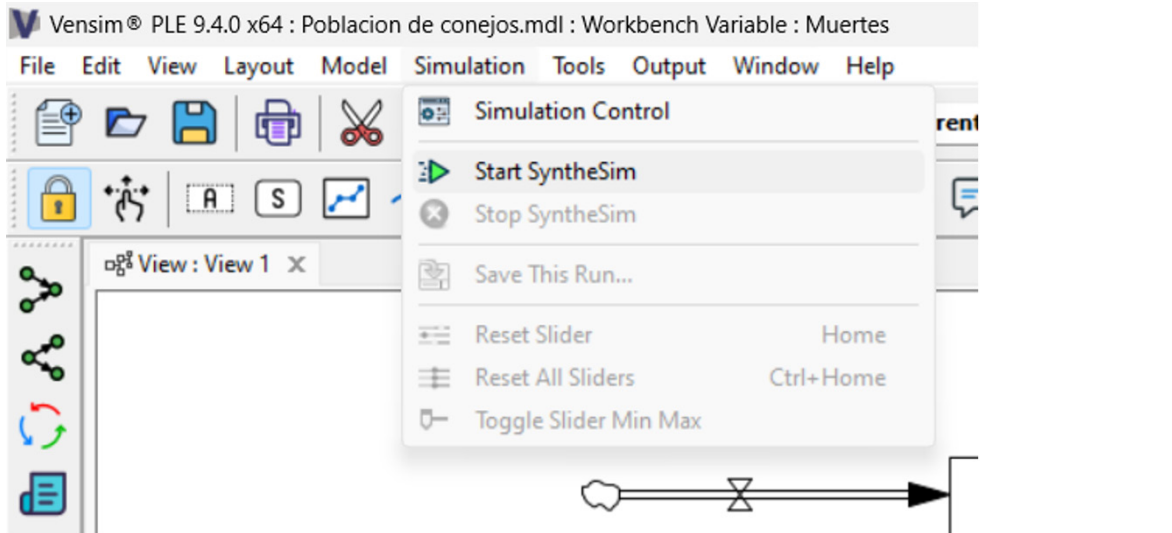 Vensim® PLE 9.4.0 x64 : Poblacion de conejos.mdl : Workbench Variable : Muertes
File Edit View Layout Model Simulation Tools Output Window Help
Simulation Control
rent
Start SyntheSim
A S
Stop SyntheSim
View : View 1
Save This Run...
Reset Slider Home
Reset All Sliders Ctrl+Home
Toggle Slider Min Max